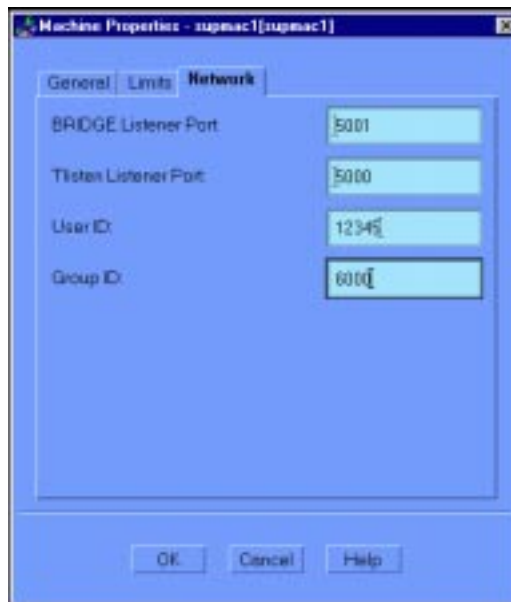 Machine Properties - supmac1[supmac1]
General Limits Network
BRIDGE Listener Port: 5001
Tlisten Listener Port: 5000
User ID: 12345
Group ID: 6000
OK Cancel Help